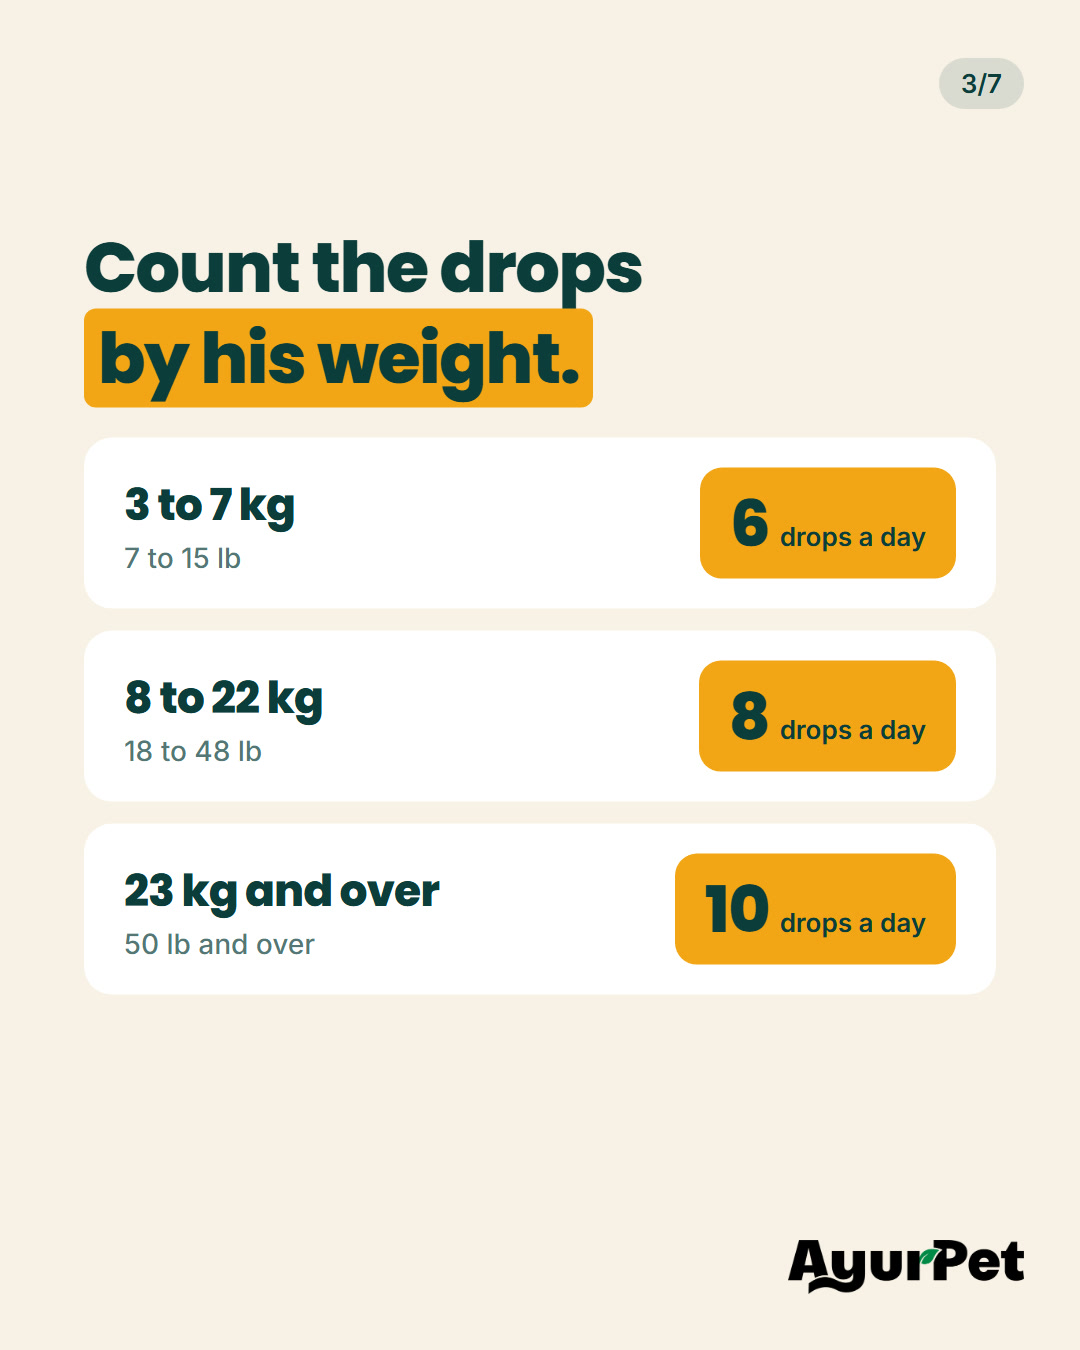 3/7
Count the drops
by his weight.
3 to 7 kg
7 to 15 lb
6 drops a day
8 to 22 kg
18 to 48 lb
8 drops a day
23 kg and over
50 lb and over
10 drops a day
AyurPet